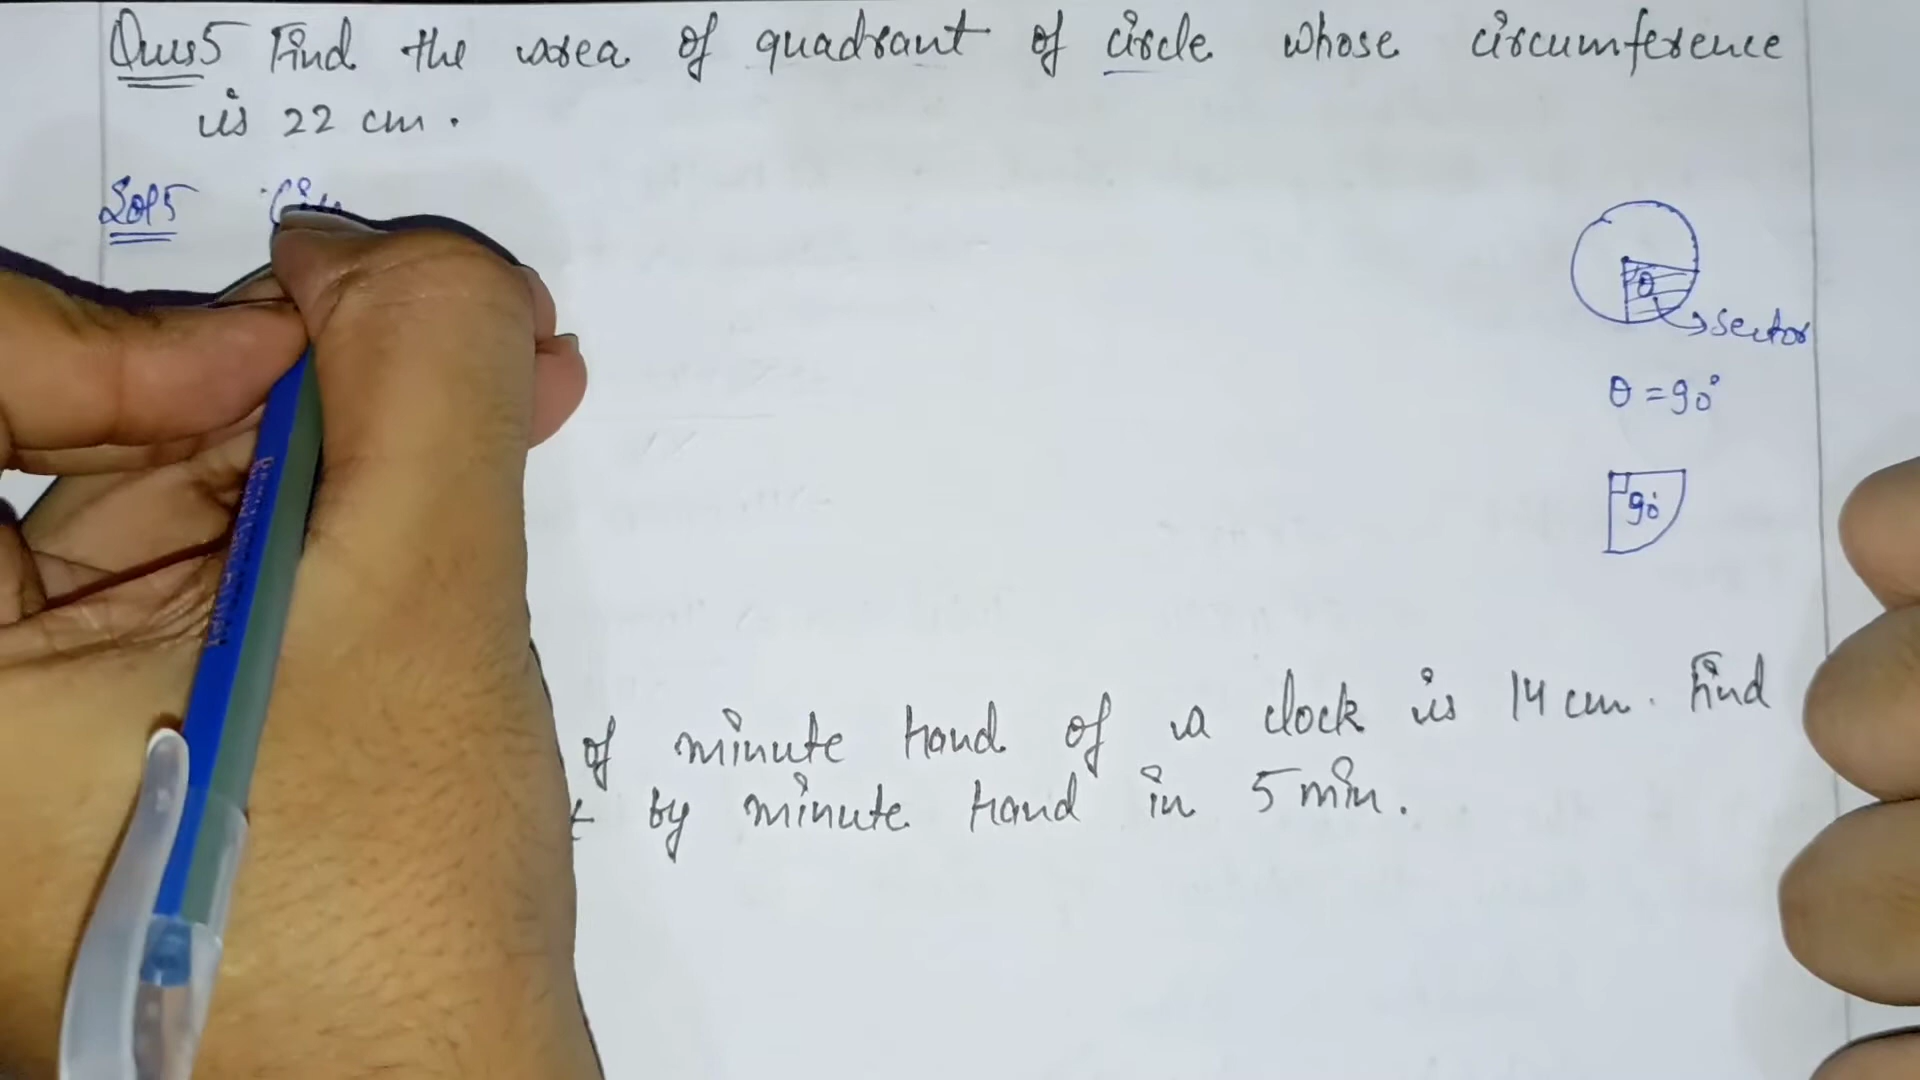 Ques5 Find the area of quadrant of circle whose circumference
is 22 cm.
Sol5 Circu
θ
sector
θ = 90°
90°
of minute hand of a clock is 14 cm. Find
by minute hand in 5 min.